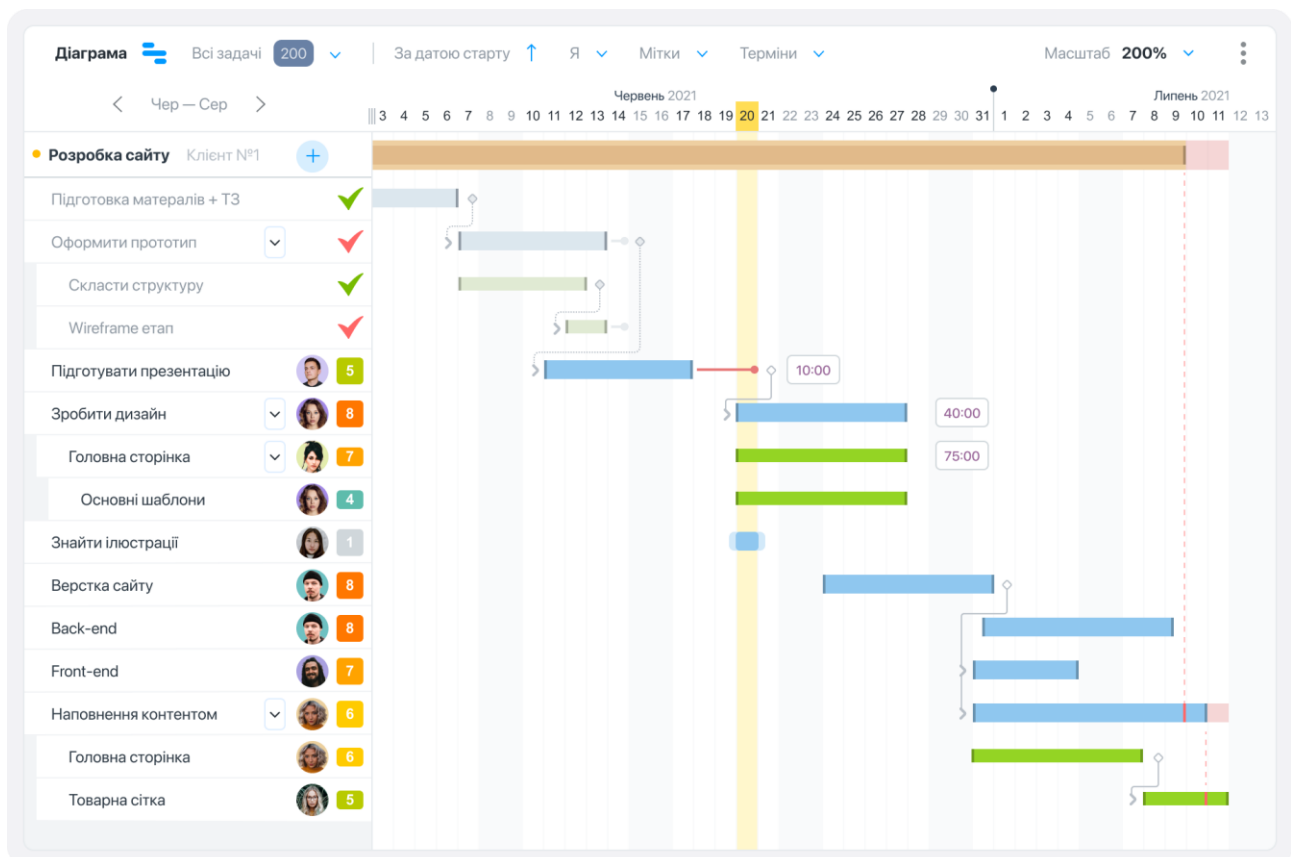 Діаграма Всі задачі 200 За датою старту Я Мітки Терміни Масштаб 200%
Чер — Сер Червень 2021 Липень 2021
3 4 5 6 7 8 9 10 11 12 13 14 15 16 17 18 19 20 21 22 23 24 25 26 27 28 29 30 31 1 2 3 4 5 6 7 8 9 10 11 12 13
Розробка сайту Клієнт №1 +
Підготовка матералів + ТЗ
Оформити прототип
Скласти структуру
Wireframe етап
Підготувати презентацію 5 10:00
Зробити дизайн 8 40:00
Головна сторінка 7 75:00
Основні шаблони 4
Знайти ілюстрації 1
Верстка сайту 8
Back-end 8
Front-end 7
Наповнення контентом 6
Головна сторінка 6
Товарна сітка 5